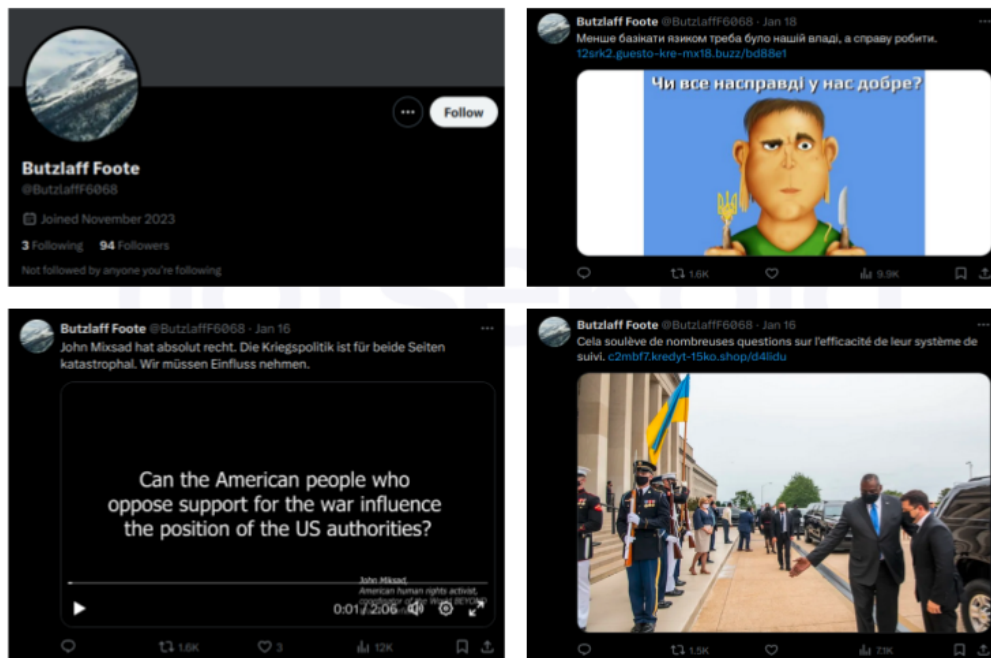 Butzlaff Foote
@ButzlaffF6068
Follow
Joined November 2023
3 Following 94 Followers
Not followed by anyone you're following
Butzlaff Foote @ButzlaffF6068 · Jan 18
Менше базікати язиком треба було нашій владі, а справу робити.
12srk2.guesto-kre-mx18.buzz/bd88e1
Чи все насправді у нас добре?
1.6K 9.9K
Butzlaff Foote @ButzlaffF6068 · Jan 16
John Mixsad hat absolut recht. Die Kriegspolitik ist für beide Seiten
katastrophal. Wir müssen Einfluss nehmen.
Can the American people who
oppose support for the war influence
the position of the US authorities?
John Miksad,
American human rights activist,
coordinator of the World BEYOND
0:01 / 2:06
1.6K 3 12K
Butzlaff Foote @ButzlaffF6068 · Jan 16
Cela soulève de nombreuses questions sur l'efficacité de leur système de
suivi. c2mbf7.kredyt-15ko.shop/d4lidu
1.5K 7.1K